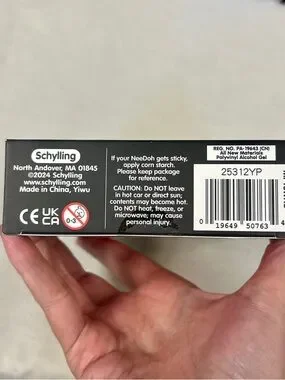 Schylling
North Andover, MA 01845
©2024 Schylling
www.schylling.com
Made in China, Yiwu
CE UK
CA
0-3
If your NeeDoh gets sticky,
apply corn starch.
Please keep package
for reference.
CAUTION: Do NOT leave
in hot car or direct sun;
contents may become hot.
Do NOT heat, freeze, or
microwave; may cause
personal injury.
REG. NO. PA-19643 (CN)
All New Materials
Polyvinyl Alcohol Gel
25312YP
0 19649 50763